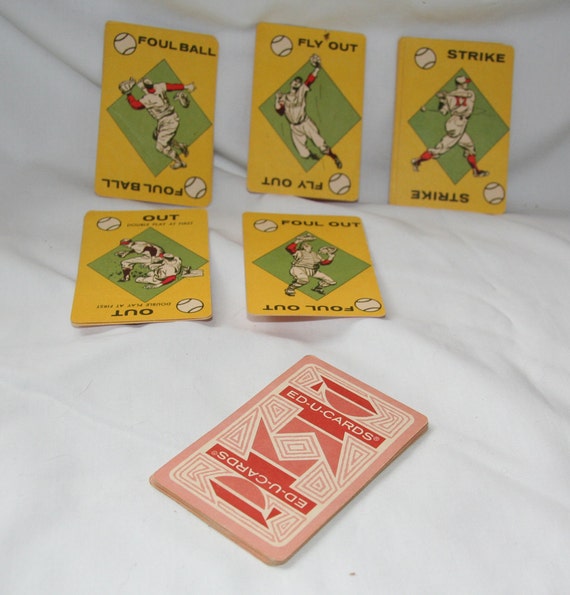 FOUL BALL
FOUL BALL
FLY OUT
FLY OUT
STRIKE
STRIKE
OUT
DOUBLE PLAY AT FIRST
DOUBLE PLAY AT FIRST
OUT
FOUL OUT
FOUL OUT
ED-U-CARDS®
ED-U-CARDS®